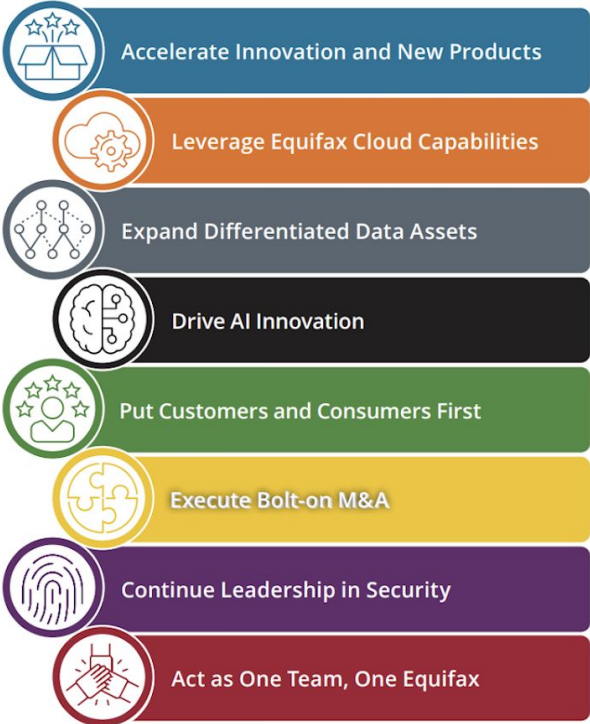 Accelerate Innovation and New Products
Leverage Equifax Cloud Capabilities
Expand Differentiated Data Assets
Drive AI Innovation
Put Customers and Consumers First
Execute Bolt-on M&A
Continue Leadership in Security
Act as One Team, One Equifax